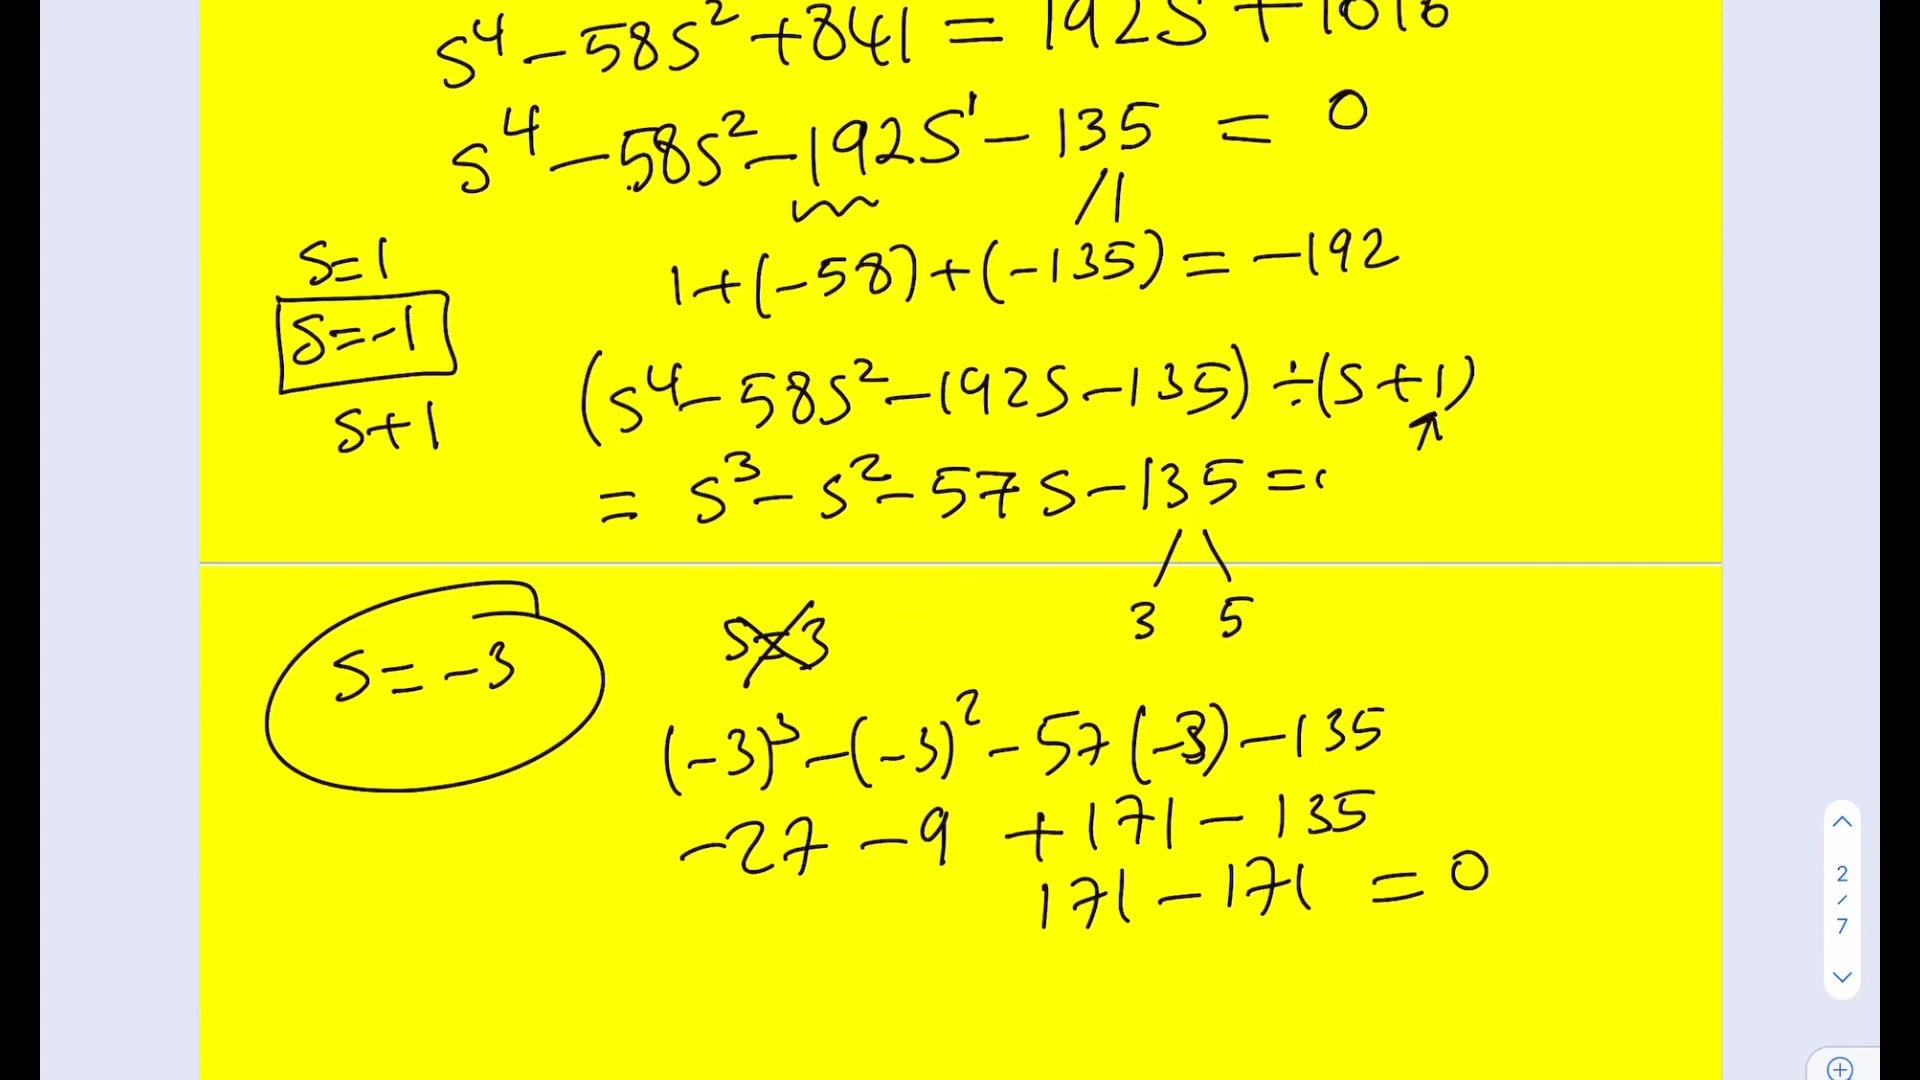 s⁴ - 58s² + 841 = 192s +
s⁴ - 58s² - 192s¹ - 135 = 0
s=1
1+(-58)+(-135) = -192
s=-1
(s⁴ - 58s² - 192s - 135) ÷ (s+1)
s+1
= s³ - s² - 57s - 135 =
3 5
s=3
s = -3
(-3)³ - (-3)² - 57(-3) - 135
-27 - 9 + 171 - 135
171 - 171 = 0
2
/
7